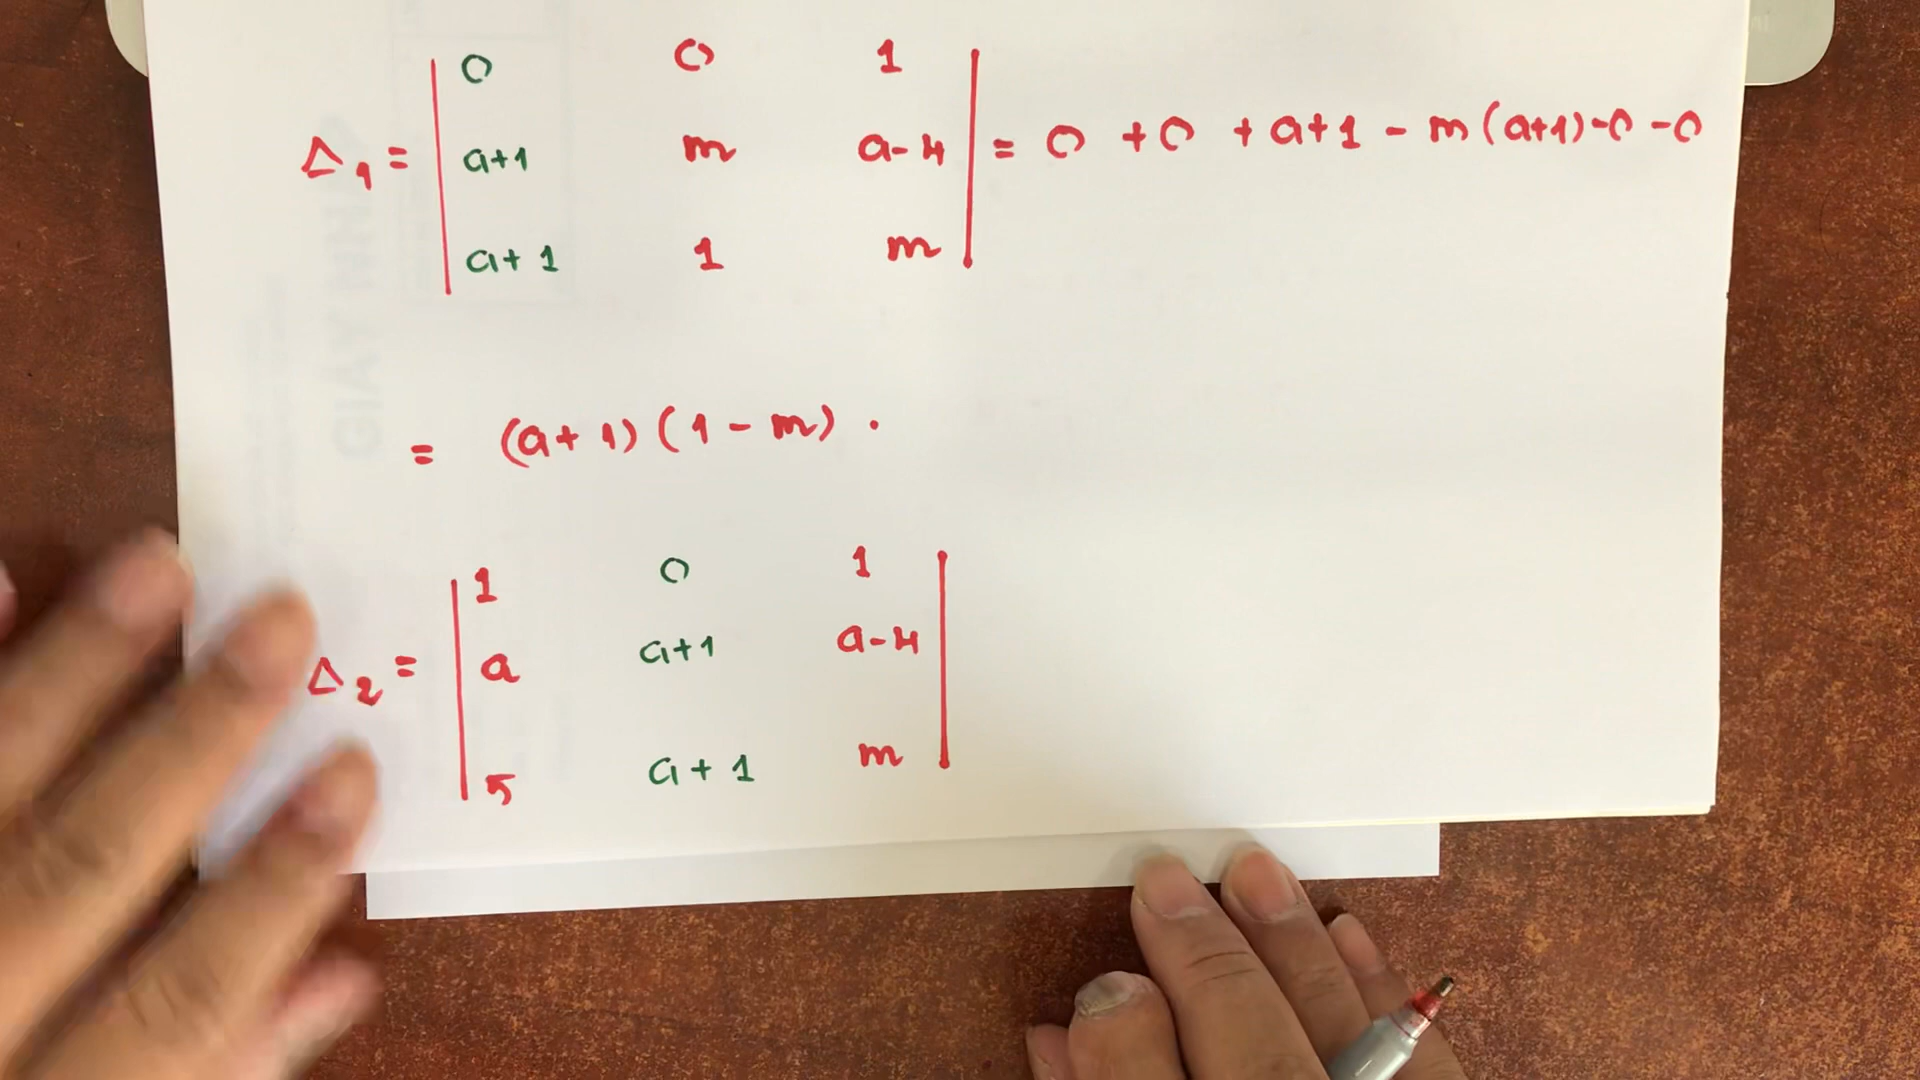 0 0 1
Δ₁ = a+1 m a-4 = 0 + 0 + a+1 - m(a+1) - 0 - 0
a+1 1 m
= (a+1)(1-m).
1 0 1
Δ₂ = a a+1 a-4
5 a+1 m